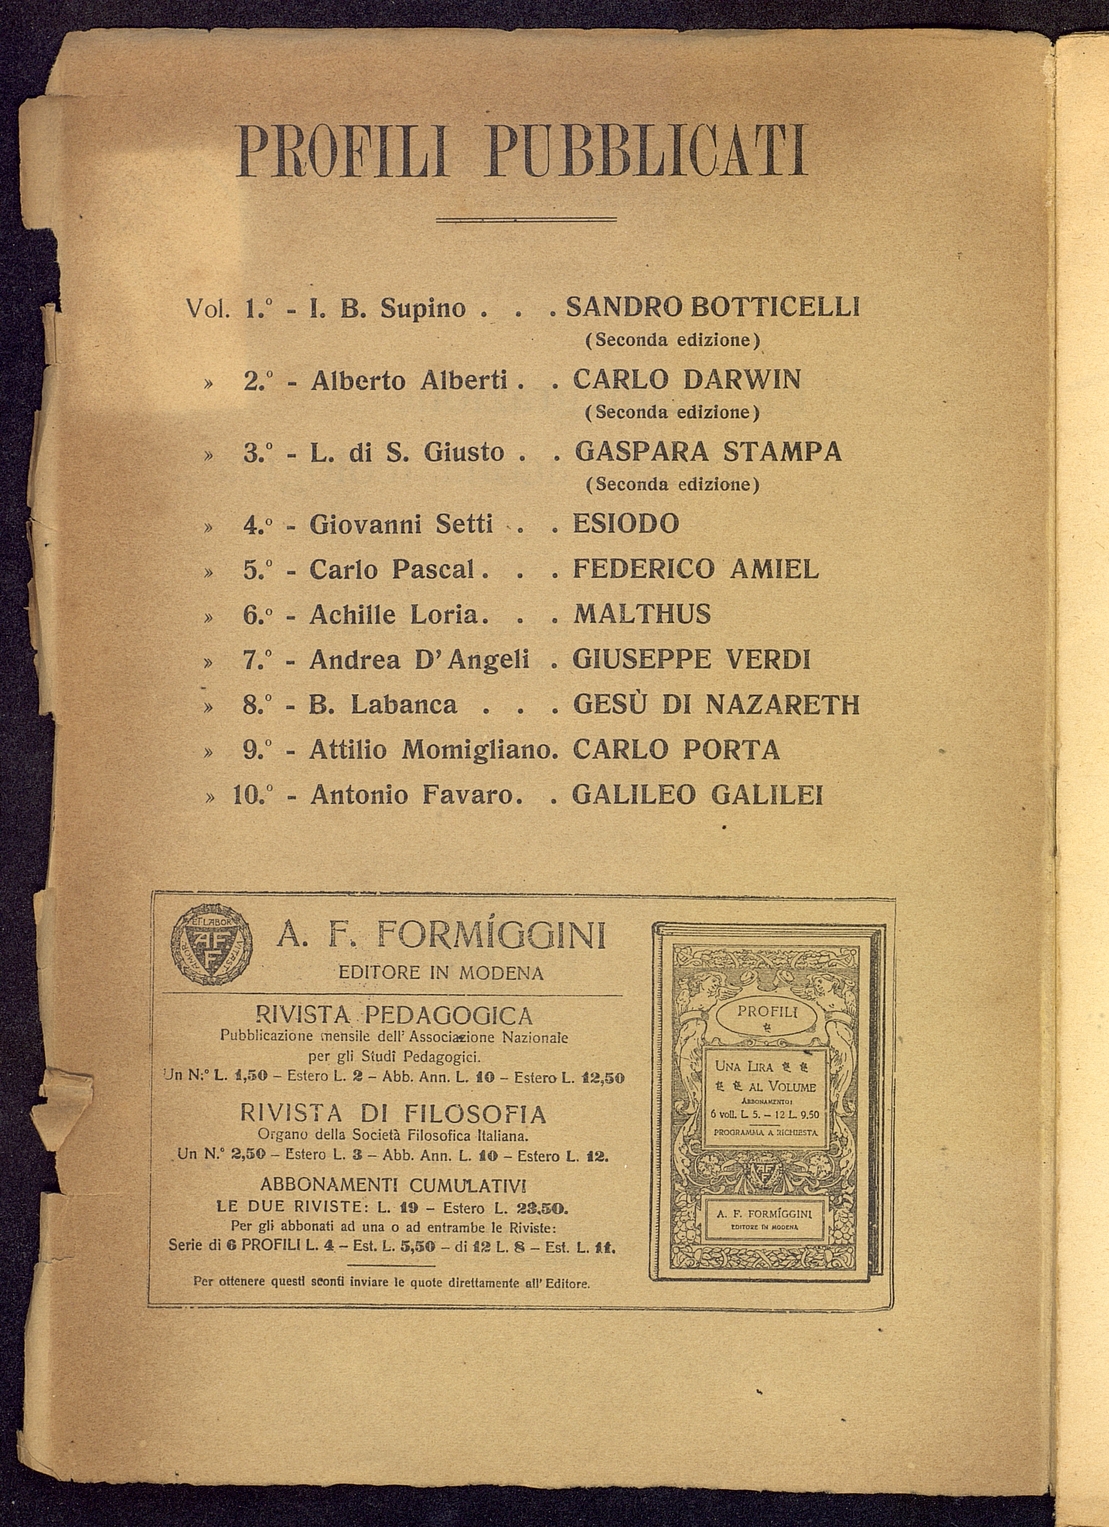 PROFILI PUBBLICATI
Vol. 1.º - I. B. Supino . . . SANDRO BOTTICELLI
(Seconda edizione)
» 2.º - Alberto Alberti . . CARLO DARWIN
(Seconda edizione)
» 3.º - L. di S. Giusto . . GASPARA STAMPA
(Seconda edizione)
» 4.º - Giovanni Setti . . ESIODO
» 5.º - Carlo Pascal . . . FEDERICO AMIEL
» 6.º - Achille Loria . . . MALTHUS
» 7.º - Andrea D' Angeli . GIUSEPPE VERDI
» 8.º - B. Labanca . . . GESÙ DI NAZARETH
» 9.º - Attilio Momigliano . CARLO PORTA
» 10.º - Antonio Favaro . . GALILEO GALILEI
ET LABOR
AMOR
VITAST
A F F
A. F. FORMÍGGINI
EDITORE IN MODENA
RIVISTA PEDAGOGICA
Pubblicazione mensile dell' Associazione Nazionale
per gli Studi Pedagogici.
Un N.º L. 1,50 – Estero L. 2 – Abb. Ann. L. 10 – Estero L. 12,50
RIVISTA DI FILOSOFIA
Organo della Società Filosofica Italiana.
Un N.º 2,50 – Estero L. 3 – Abb. Ann. L. 10 – Estero L. 12.
ABBONAMENTI CUMULATIVI
LE DUE RIVISTE: L. 19 – Estero L. 23.50.
Per gli abbonati ad una o ad entrambe le Riviste:
Serie di 6 PROFILI L. 4 – Est. L. 5,50 – di 12 L. 8 – Est. L. 11.
Per ottenere questi sconti inviare le quote direttamente all' Editore.
PROFILI
UNA LIRA
AL VOLUME
ABBONAMENTO:
6 voll. L. 5. – 12 L. 9.50
PROGRAMMA A RICHIESTA
A. F. FORMÍGGINI
EDITORE IN MODENA